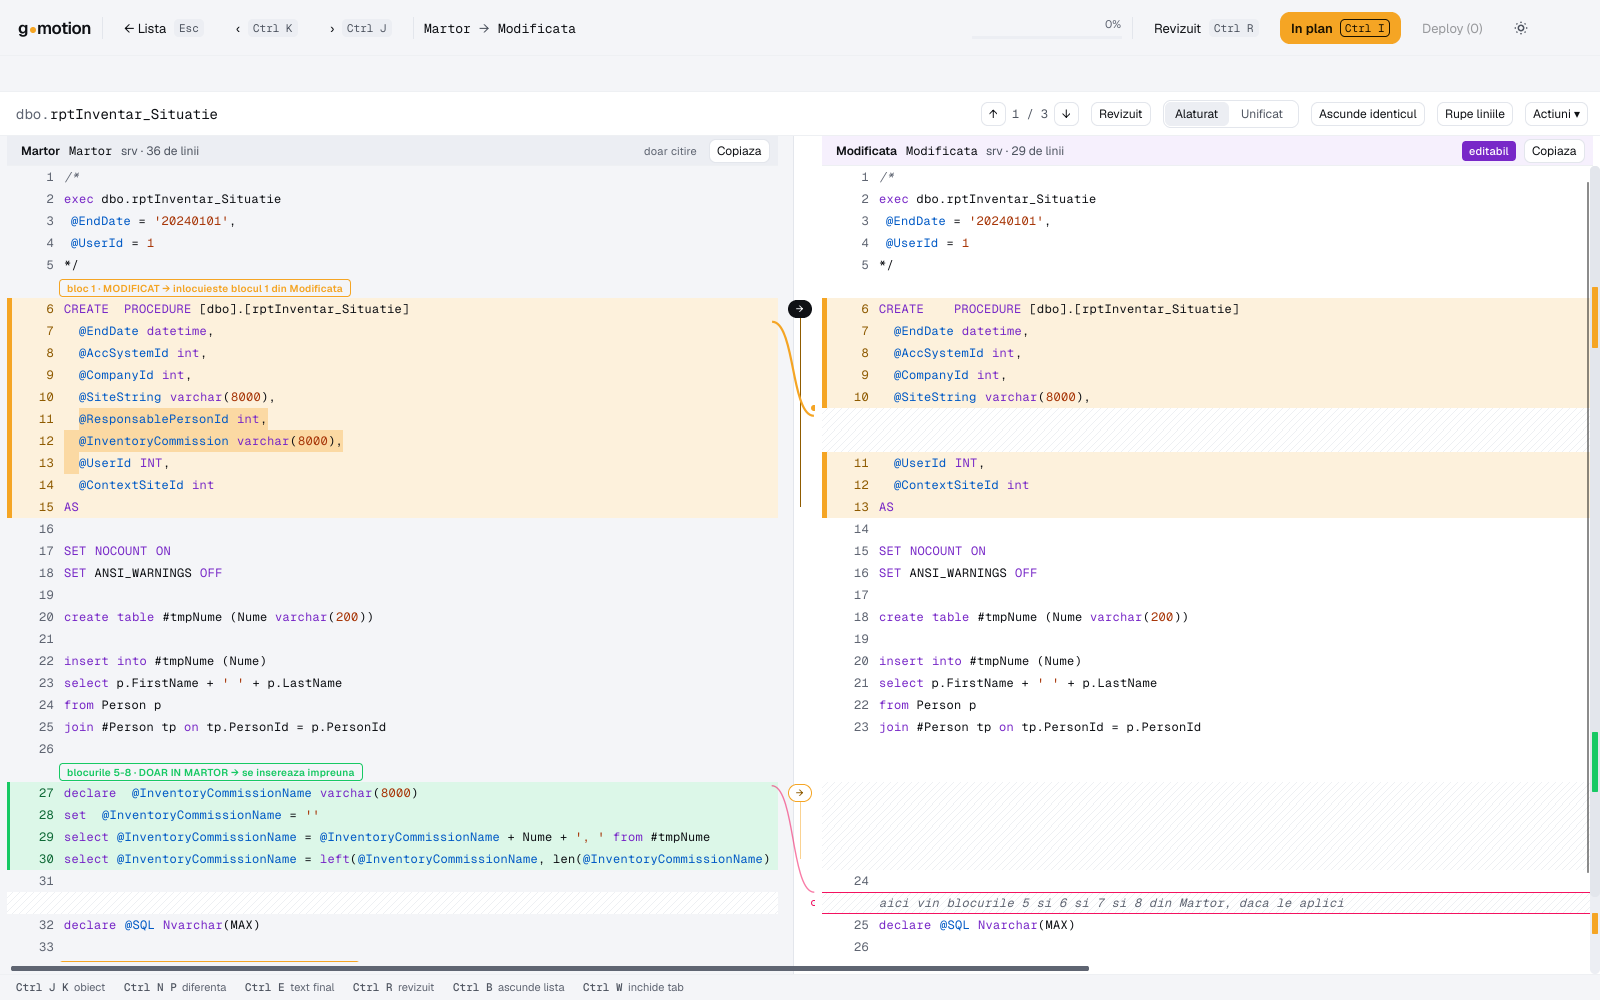 g•motion
← Lista Esc ‹ Ctrl K › Ctrl J Martor → Modificata 0% Revizuit Ctrl R In plan Ctrl I Deploy (0)
dbo.rptInventar_Situatie ↑ 1 / 3 ↓ Revizuit Alaturat Unificat Ascunde identicul Rupe liniile Actiuni ▾
Martor Martor srv · 36 de linii doar citire Copiaza
1 /*
2 exec dbo.rptInventar_Situatie
3 @EndDate = '20240101',
4 @UserId = 1
5 */
bloc 1 · MODIFICAT → inlocuieste blocul 1 din Modificata
6 CREATE  PROCEDURE [dbo].[rptInventar_Situatie]
7 @EndDate datetime,
8 @AccSystemId int,
9 @CompanyId int,
10 @SiteString varchar(8000),
11 @ResponsablePersonId int,
12 @InventoryCommission varchar(8000),
13 @UserId INT,
14 @ContextSiteId int
15 AS
16
17 SET NOCOUNT ON
18 SET ANSI_WARNINGS OFF
19
20 create table #tmpNume (Nume varchar(200))
21
22 insert into #tmpNume (Nume)
23 select p.FirstName + ' ' + p.LastName
24 from Person p
25 join #Person tp on tp.PersonId = p.PersonId
26
blocurile 5-8 · DOAR IN MARTOR → se insereaza impreuna
27 declare  @InventoryCommissionName varchar(8000)
28 set  @InventoryCommissionName = ''
29 select @InventoryCommissionName = @InventoryCommissionName + Nume + ', ' from #tmpNume
30 select @InventoryCommissionName = left(@InventoryCommissionName, len(@InventoryCommissionName)
31
32 declare @SQL Nvarchar(MAX)
33
→
→
Modificata Modificata srv · 29 de linii editabil Copiaza
1 /*
2 exec dbo.rptInventar_Situatie
3 @EndDate = '20240101',
4 @UserId = 1
5 */
6 CREATE    PROCEDURE [dbo].[rptInventar_Situatie]
7 @EndDate datetime,
8 @AccSystemId int,
9 @CompanyId int,
10 @SiteString varchar(8000),
11 @UserId INT,
12 @ContextSiteId int
13 AS
14
15 SET NOCOUNT ON
16 SET ANSI_WARNINGS OFF
17
18 create table #tmpNume (Nume varchar(200))
19
20 insert into #tmpNume (Nume)
21 select p.FirstName + ' ' + p.LastName
22 from Person p
23 join #Person tp on tp.PersonId = p.PersonId
24
aici vin blocurile 5 si 6 si 7 si 8 din Martor, daca le aplici
25 declare @SQL Nvarchar(MAX)
26
Ctrl J K obiect Ctrl N P diferenta Ctrl E text final Ctrl R revizuit Ctrl B ascunde lista Ctrl W inchide tab